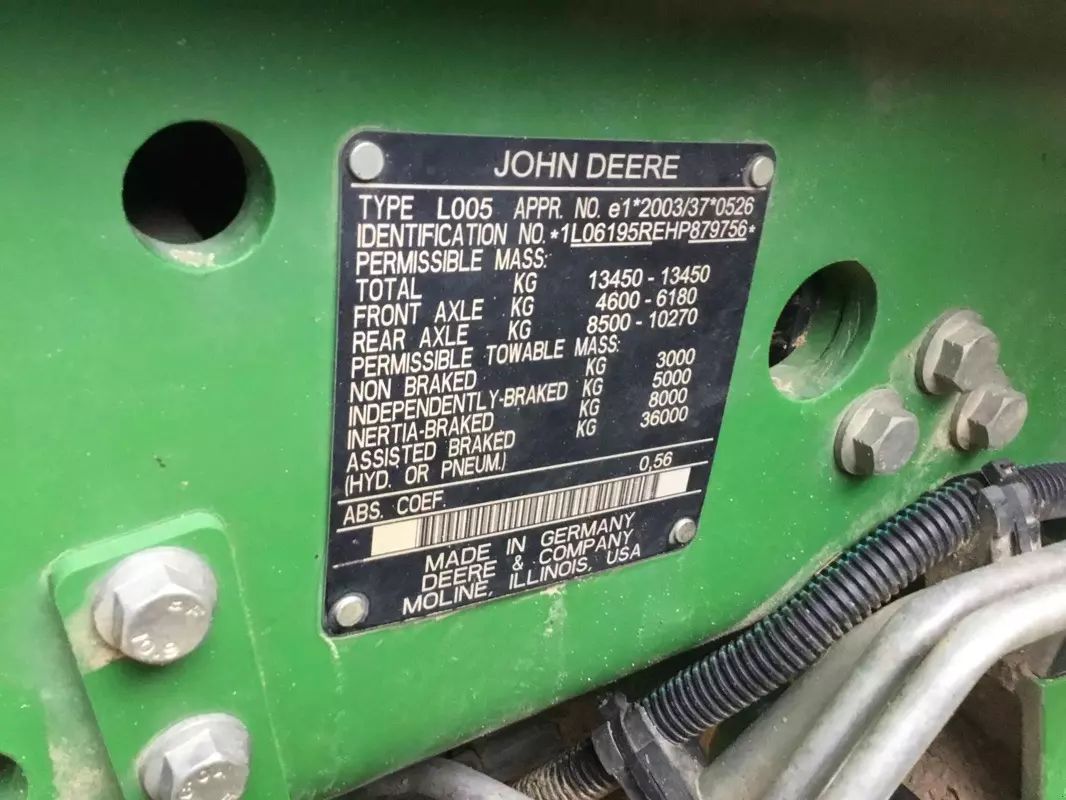 JOHN DEERE
TYPE L005 APPR. NO. e1*2003/37*0526
IDENTIFICATION NO. *1L06195REHP879756*
PERMISSIBLE MASS:
TOTAL KG 13450 - 13450
FRONT AXLE KG 4600 - 6180
REAR AXLE KG 8500 - 10270
PERMISSIBLE TOWABLE MASS:
NON BRAKED KG 3000
INDEPENDENTLY-BRAKED KG 5000
INERTIA-BRAKED KG 8000
ASSISTED BRAKED KG 36000
(HYD. OR PNEUM.)
ABS. COEF. 0,56
MADE IN GERMANY
DEERE & COMPANY
MOLINE, ILLINOIS, USA
10.9